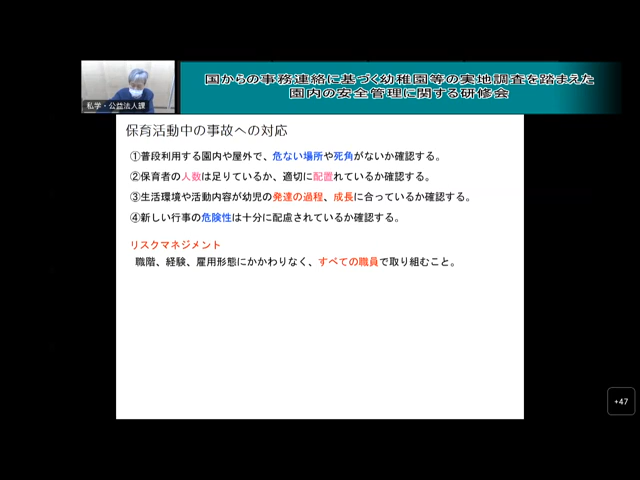 国からの事務連絡に基づく幼稚園等の実地調査を踏まえた
園内の安全管理に関する研修会
私学・公益法人課
保育活動中の事故への対応
①普段利用する園内や屋外で、危ない場所や死角がないか確認する。
②保育者の人数は足りているか、適切に配置れているか確認する。
③生活環境や活動内容が幼児の発達の過程、成長に合っているか確認する。
④新しい行事の危険性は十分に配慮されているか確認する。
リスクマネジメント
職階、経験、雇用形態にかかわりなく、すべての職員で取り組むこと。
+47